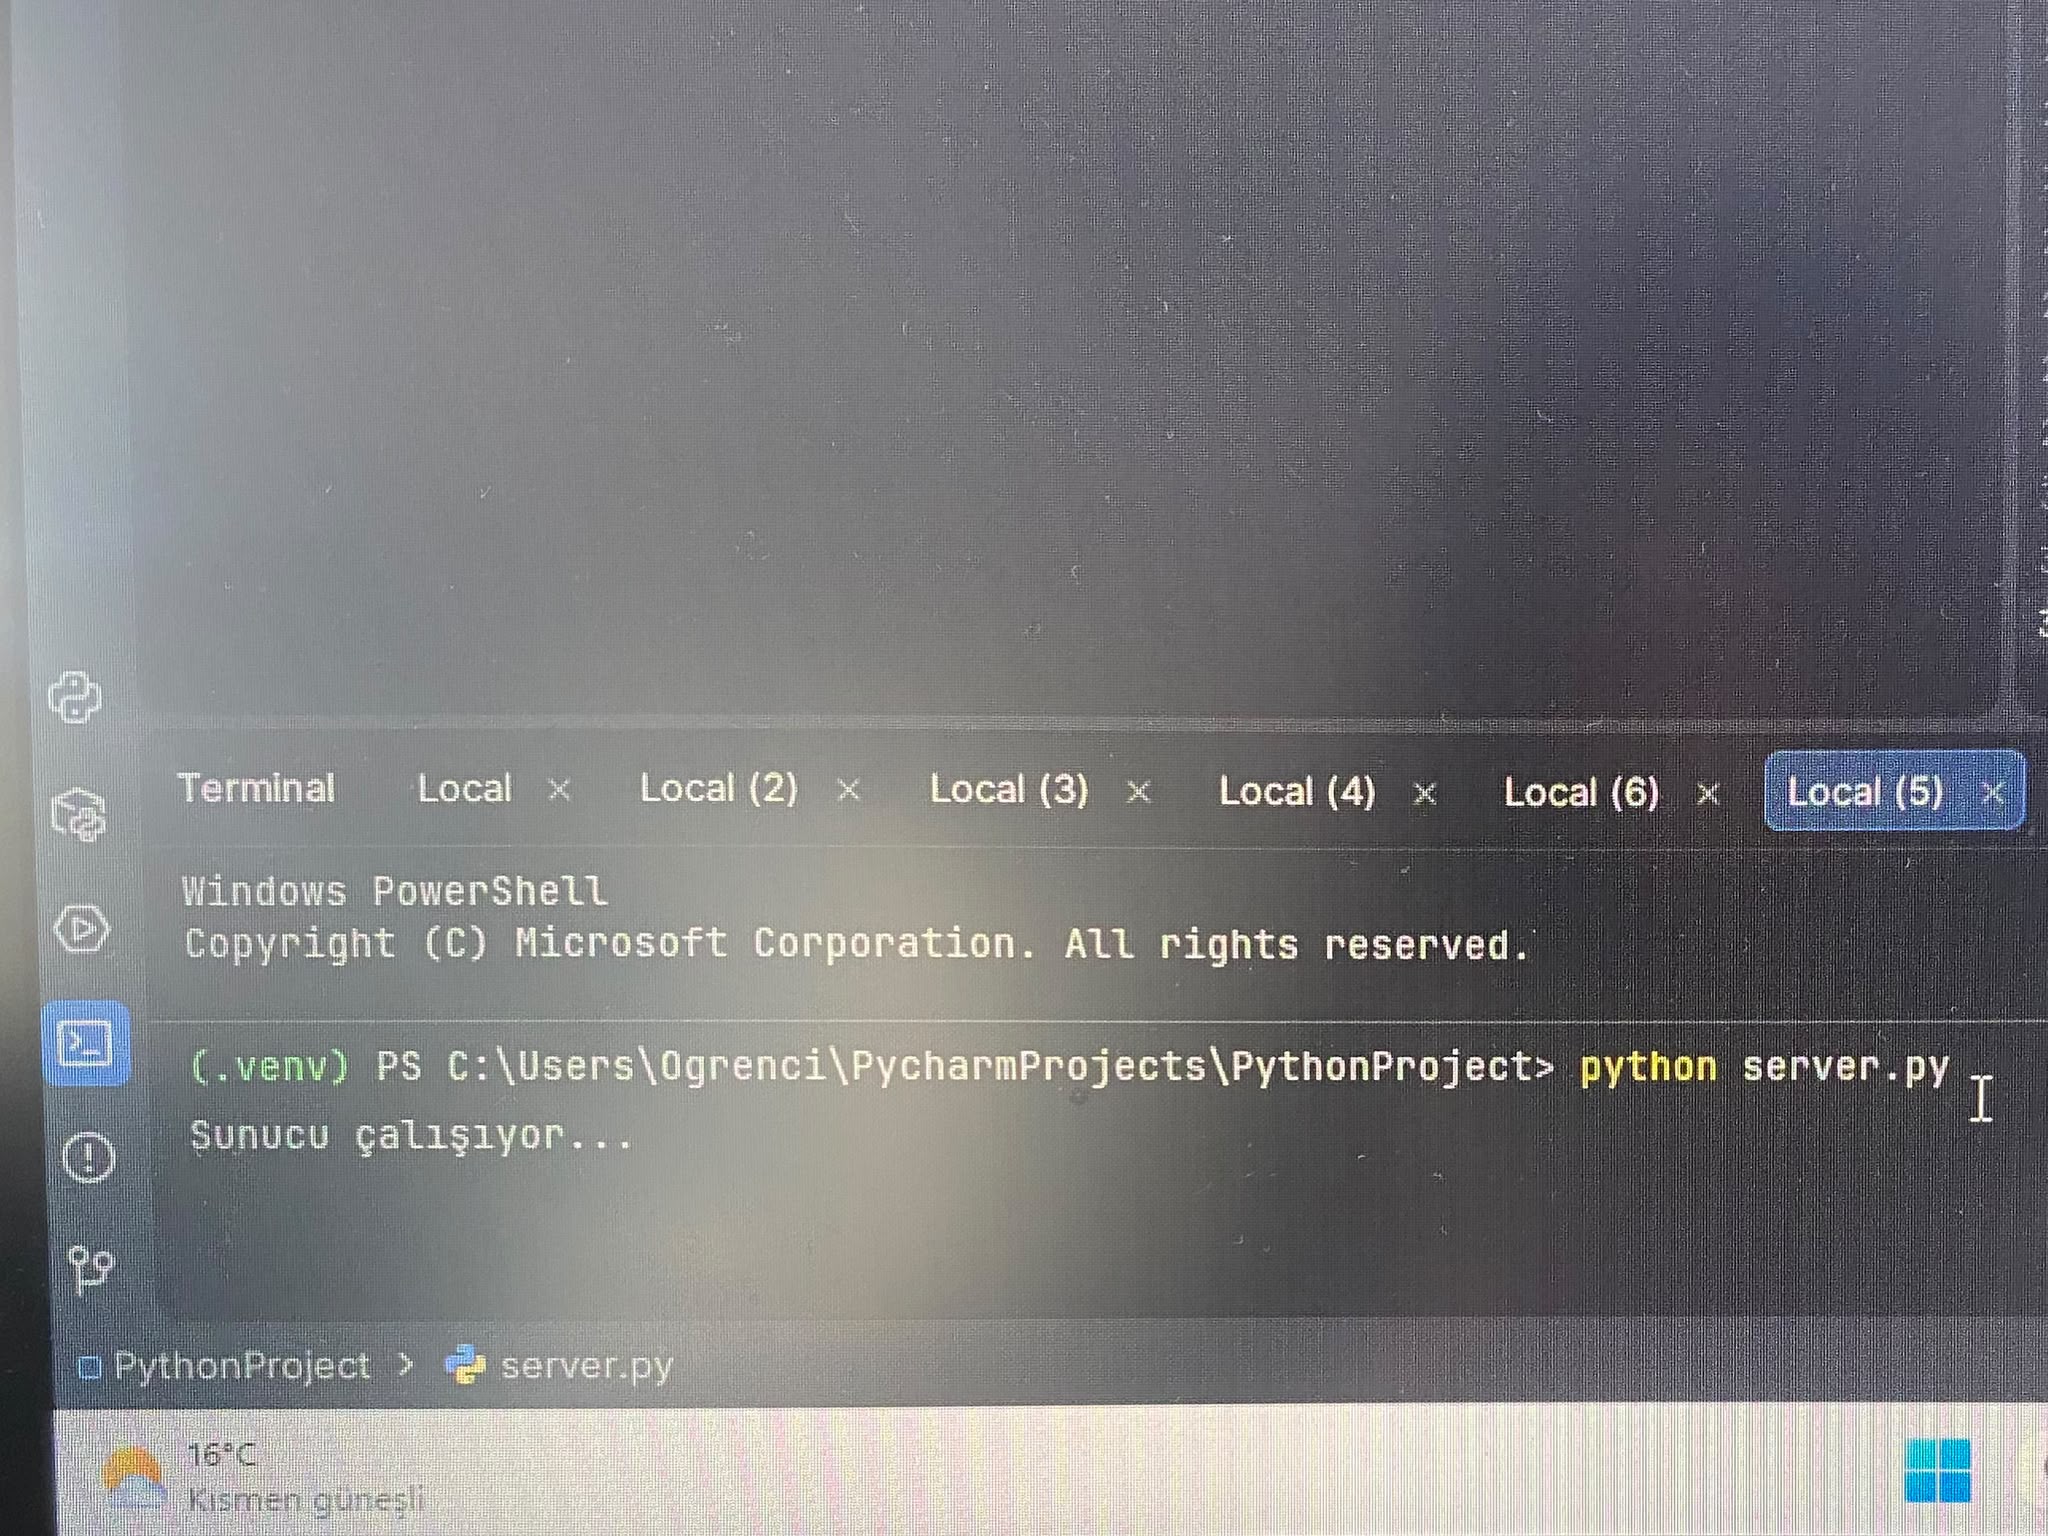 Terminal Local × Local (2) × Local (3) × Local (4) × Local (6) × Local (5) ×
Windows PowerShell
Copyright (C) Microsoft Corporation. All rights reserved.
(.venv) PS C:\Users\Ogrenci\PycharmProjects\PythonProject> python server.py
Sunucu çalışıyor...
PythonProject > server.py
16°C
Kısmen güneşli